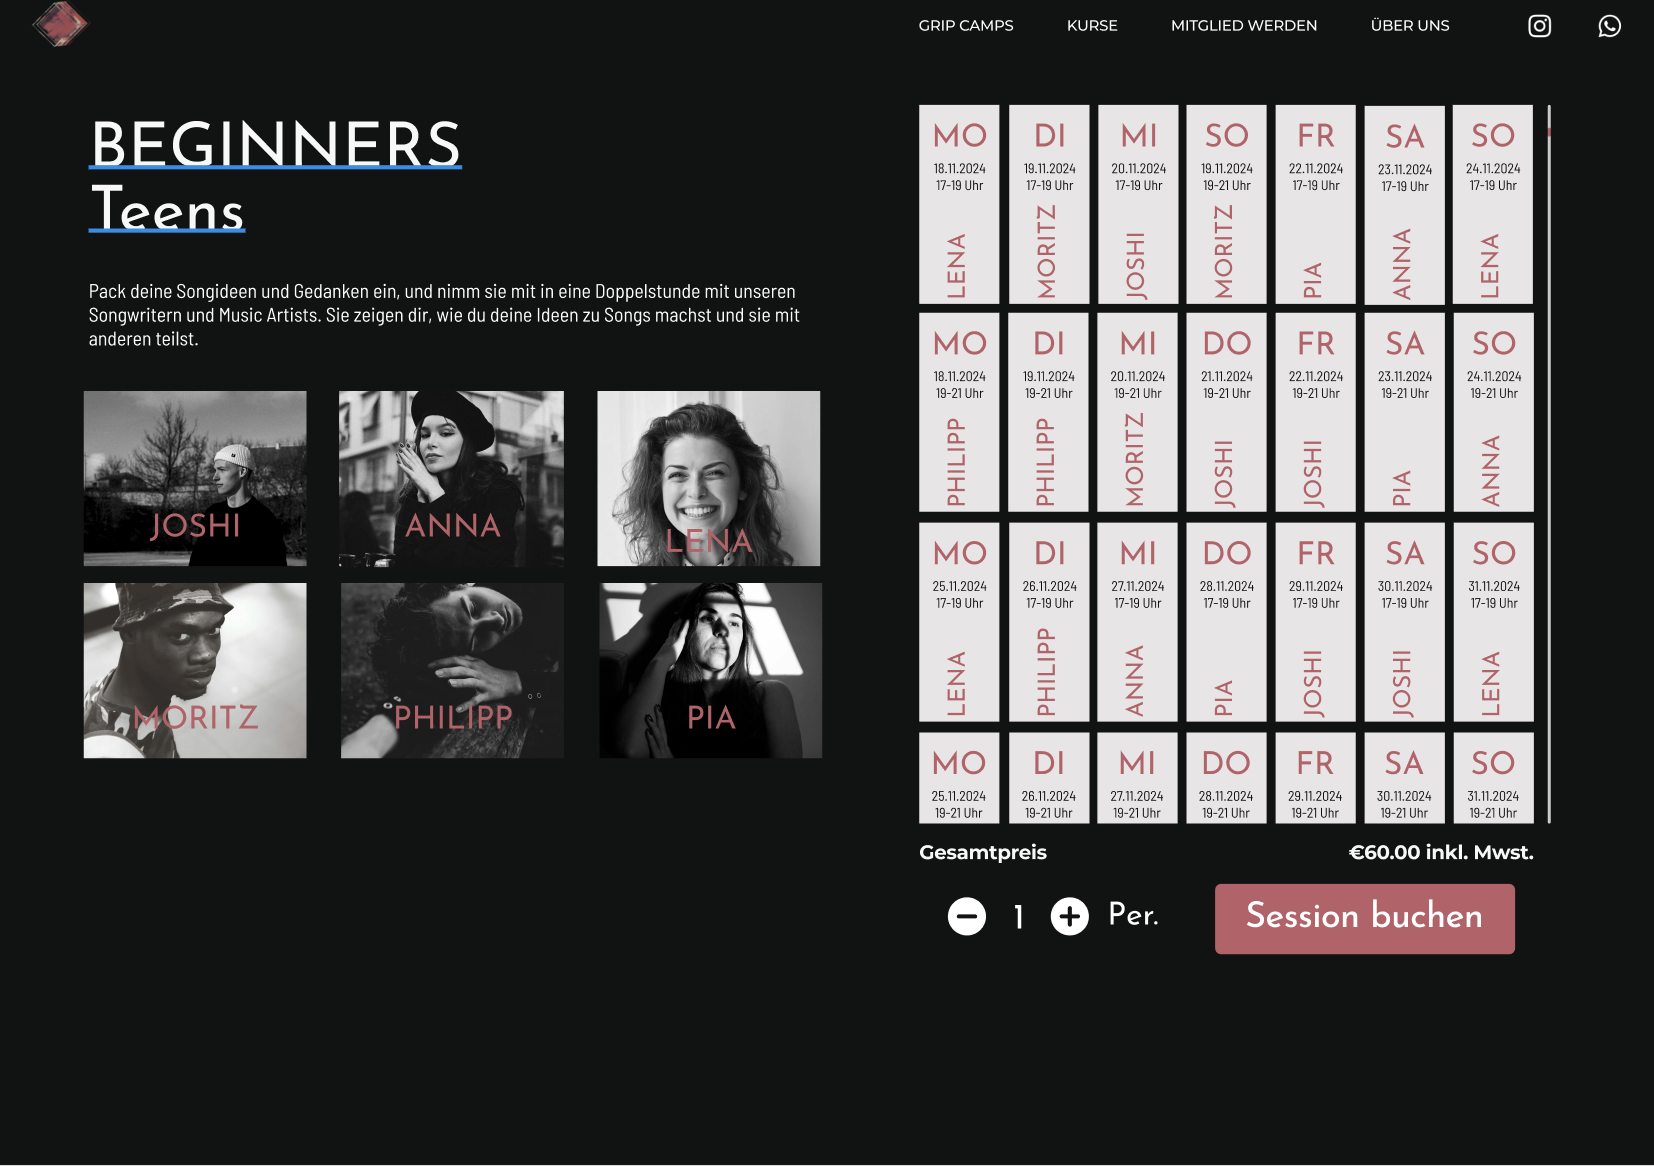 GRIP CAMPS KURSE MITGLIED WERDEN ÜBER UNS
BEGINNERS
Teens
Pack deine Songideen und Gedanken ein, und nimm sie mit in eine Doppelstunde mit unseren
Songwritern und Music Artists. Sie zeigen dir, wie du deine Ideen zu Songs machst und sie mit
anderen teilst.
JOSHI ANNA LENA
MORITZ PHILIPP PIA
MO DI MI SO FR SA SO
18.11.2024 19.11.2024 20.11.2024 19.11.2024 22.11.2024 23.11.2024 24.11.2024
17-19 Uhr 17-19 Uhr 17-19 Uhr 19-21 Uhr 17-19 Uhr 17-19 Uhr 17-19 Uhr
LENA MORITZ JOSHI MORITZ PIA ANNA LENA
MO DI MI DO FR SA SO
18.11.2024 19.11.2024 20.11.2024 21.11.2024 22.11.2024 23.11.2024 24.11.2024
19-21 Uhr 19-21 Uhr 19-21 Uhr 19-21 Uhr 19-21 Uhr 19-21 Uhr 19-21 Uhr
PHILIPP PHILIPP MORITZ JOSHI JOSHI PIA ANNA
MO DI MI DO FR SA SO
25.11.2024 26.11.2024 27.11.2024 28.11.2024 29.11.2024 30.11.2024 31.11.2024
17-19 Uhr 17-19 Uhr 17-19 Uhr 17-19 Uhr 17-19 Uhr 17-19 Uhr 17-19 Uhr
LENA PHILIPP ANNA PIA JOSHI JOSHI LENA
MO DI MI DO FR SA SO
25.11.2024 26.11.2024 27.11.2024 28.11.2024 29.11.2024 30.11.2024 31.11.2024
19-21 Uhr 19-21 Uhr 19-21 Uhr 19-21 Uhr 19-21 Uhr 19-21 Uhr 19-21 Uhr
Gesamtpreis €60.00 inkl. Mwst.
1 Per. Session buchen